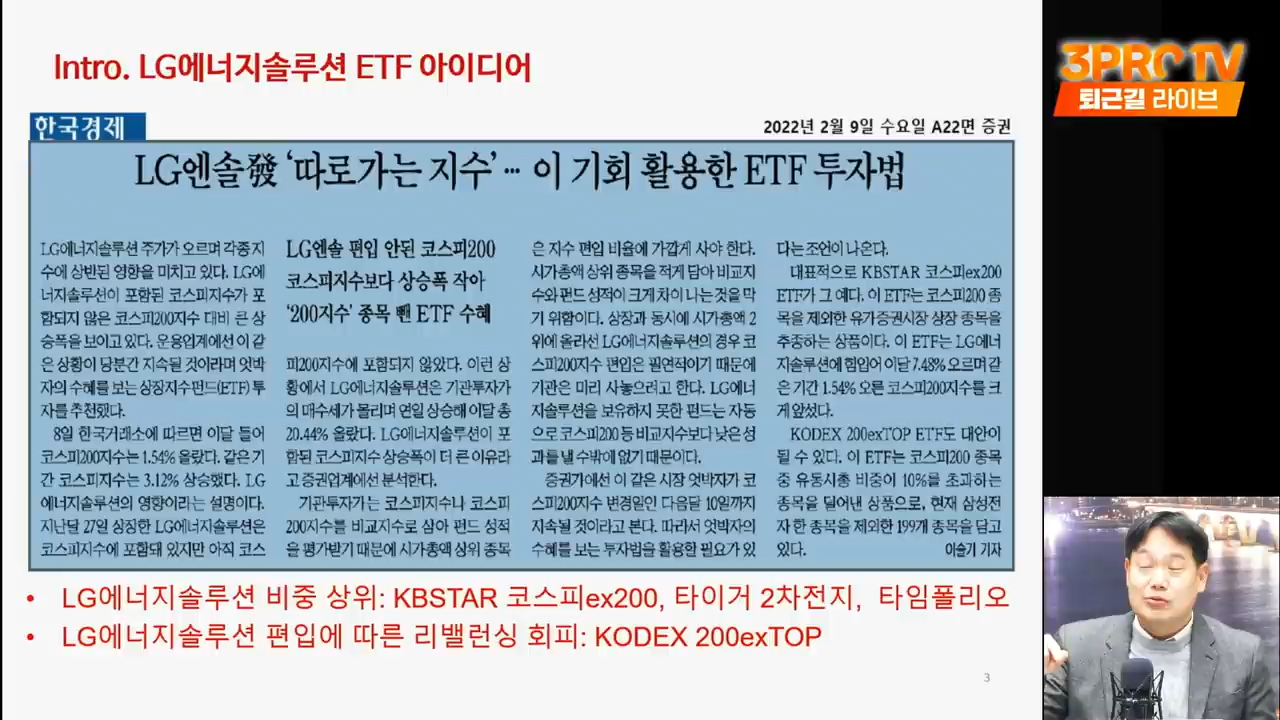 Intro. LG에너지솔루션 ETF 아이디어
3PRO TV
퇴근길 라이브
한국경제
2022년 2월 9일 수요일 A22면 증권
LG엔솔發 ‘따로가는 지수’… 이 기회 활용한 ETF 투자법
LG에너지솔루션 주가가 오르며 각종 지
수에 상반된 영향을 미치고 있다. LG에
너지솔루션이 포함된 코스피지수가 포
함되지 않은 코스피200지수 대비 큰 상
승폭을 보이고 있다. 운용업계에선 이 같
은 상황이 당분간 지속될 것이라며 엇박
자의 수혜를 보는 상장지수펀드(ETF) 투
자를 추천했다.
8일 한국거래소에 따르면 이달 들어
코스피200지수는 1.54% 올랐다. 같은 기
간 코스피지수는 3.12% 상승했다. LG
에너지솔루션의 영향이라는 설명이다.
지난달 27일 상장한 LG에너지솔루션은
코스피지수에 포함돼 있지만 아직 코스
LG엔솔 편입 안된 코스피200
코스피지수보다 상승폭 작아
‘200지수’ 종목 뺀 ETF 수혜
피200지수에 포함되지 않았다. 이런 상
황에서 LG에너지솔루션은 기관투자가
의 매수세가 몰리며 연일 상승해 이달 총
20.44% 올랐다. LG에너지솔루션이 포
함된 코스피지수 상승폭이 더 큰 이유라
고 증권업계에선 분석한다.
기관투자가는 코스피지수나 코스피
200지수를 비교지수로 삼아 펀드 성적
을 평가받기 때문에 시가총액 상위 종목
은 지수 편입 비율에 가깝게 사야 한다.
시가총액 상위 종목을 적게 담아 비교지
수와 펀드 성적이 크게 차이 나는 것을 막
기 위함이다. 상장과 동시에 시가총액 2
위에 올라선 LG에너지솔루션의 경우 코
스피200지수 편입은 필연적이기 때문에
기관은 미리 사놓으려고 한다. LG에너
지솔루션을 보유하지 못한 펀드는 자동
으로 코스피200 등 비교지수보다 낮은 성
과를 낼 수밖에 없기 때문이다.
증권가에선 이 같은 시장 엇박자가 코
스피200지수 변경일인 다음달 10일까지
지속될 것이라고 본다. 따라서 엇박자의
수혜를 보는 투자법을 활용할 필요가 있
다는 조언이 나온다.
대표적으로 KBSTAR 코스피ex200
ETF가 그 예다. 이 ETF는 코스피200 종
목을 제외한 유가증권시장 상장 종목을
추종하는 상품이다. 이 ETF는 LG에너
지솔루션에 힘입어 이달 7.48% 오르며 같
은 기간 1.54% 오른 코스피200지수를 크
게 앞섰다.
KODEX 200exTOP ETF도 대안이
될 수 있다. 이 ETF는 코스피200 종목
중 유동시총 비중이 10%를 초과하는
종목을 덜어낸 상품으로, 현재 삼성전
자 한 종목을 제외한 199개 종목을 담고
있다. 이슬기 기자
• LG에너지솔루션 비중 상위: KBSTAR 코스피ex200, 타이거 2차전지, 타임폴리오
• LG에너지솔루션 편입에 따른 리밸런싱 회피: KODEX 200exTOP
3